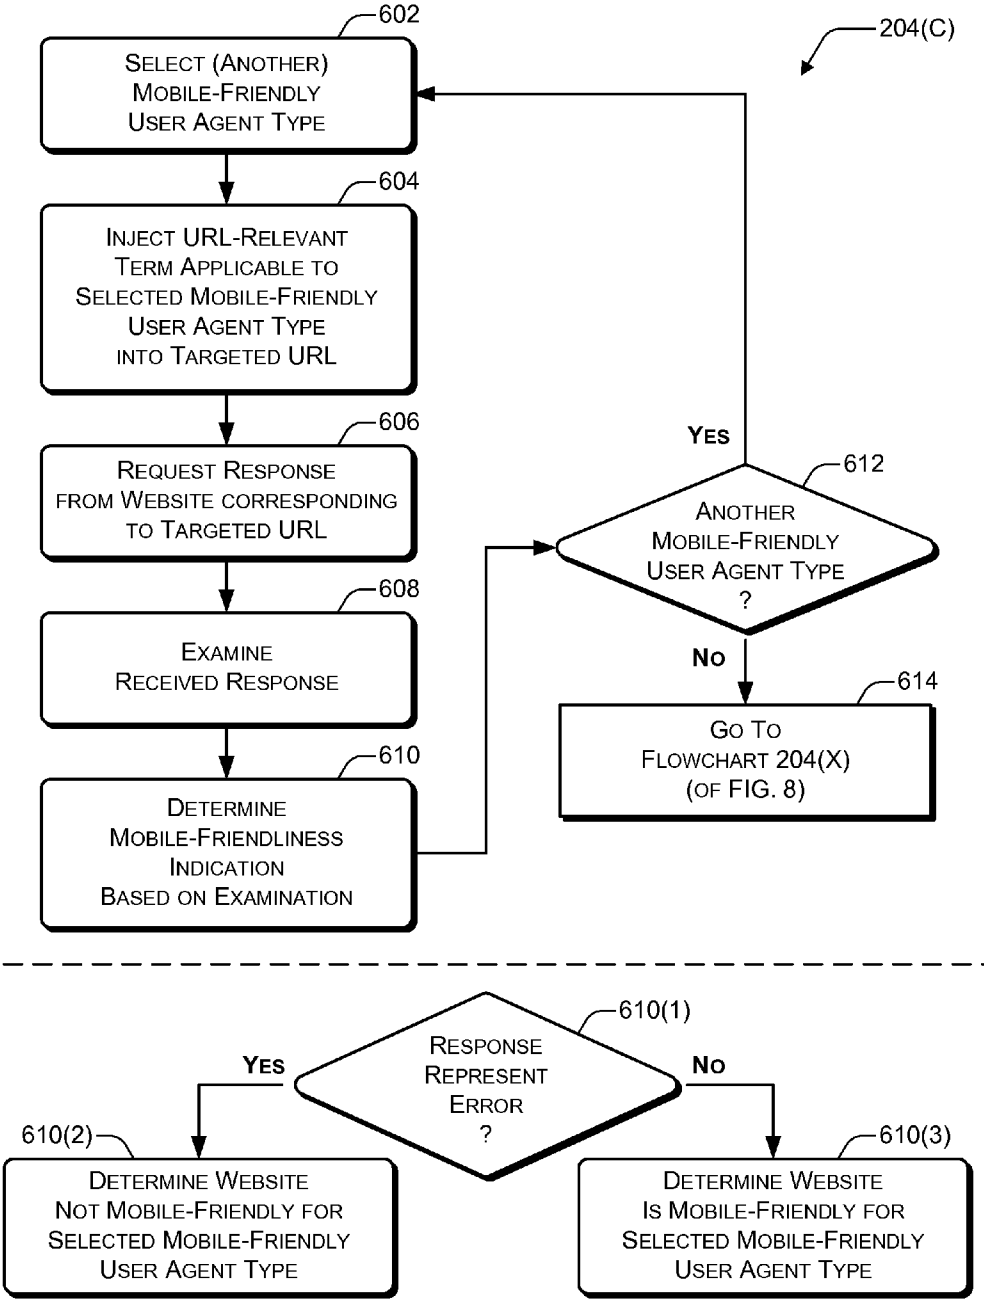 602
204(C)
Select (Another)
Mobile-Friendly
User Agent Type
604
Inject URL-Relevant
Term Applicable to
Selected Mobile-Friendly
User Agent Type
into Targeted URL
606
Request Response
from Website corresponding
to Targeted URL
608
Examine
Received Response
610
Determine
Mobile-Friendliness
Indication
Based on Examination
Yes
612
Another
Mobile-Friendly
User Agent Type
?
No
614
Go To
Flowchart 204(X)
(of FIG. 8)
610(1)
Response
Represent
Error
?
Yes
No
610(2)
Determine Website
Not Mobile-Friendly for
Selected Mobile-Friendly
User Agent Type
610(3)
Determine Website
Is Mobile-Friendly for
Selected Mobile-Friendly
User Agent Type